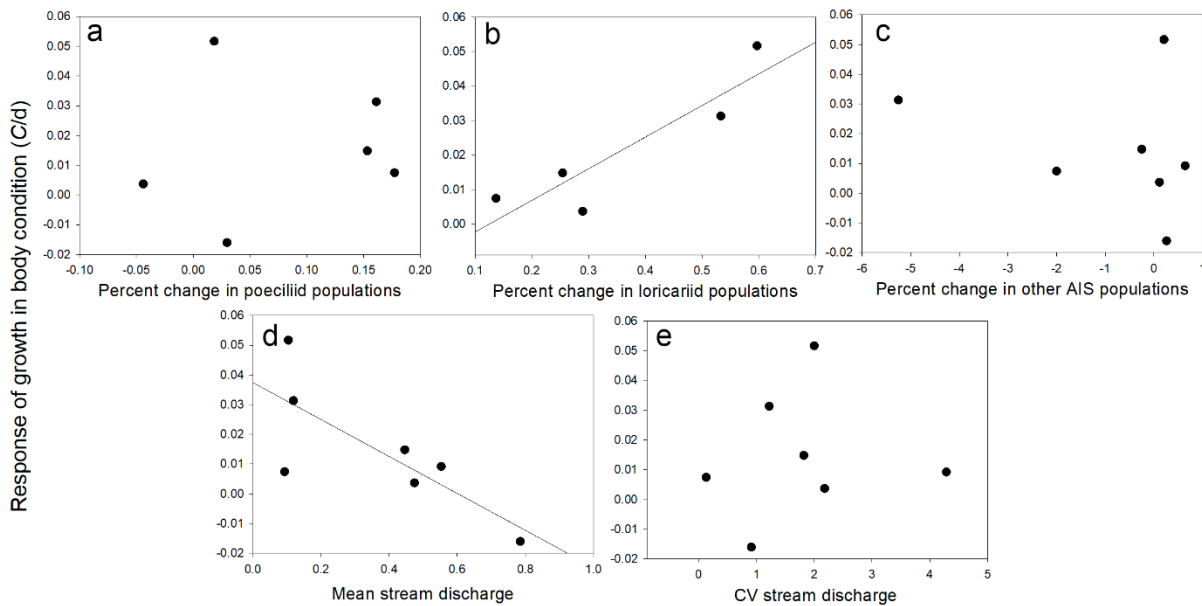 Response of growth in body condition (C/d)
a
0.06
0.05
0.04
0.03
0.02
0.01
0.00
-0.01
-0.02
-0.10 -0.05 0.00 0.05 0.10 0.15 0.20
Percent change in poeciliid populations
b
0.06
0.05
0.04
0.03
0.02
0.01
0.00
0.1 0.2 0.3 0.4 0.5 0.6 0.7
Percent change in loricariid populations
c
0.06
0.05
0.04
0.03
0.02
0.01
0.00
-0.01
-0.02
-6 -5 -4 -3 -2 -1 0 1
Percent change in other AIS populations
d
0.06
0.05
0.04
0.03
0.02
0.01
0.00
-0.01
-0.02
0.0 0.2 0.4 0.6 0.8 1.0
Mean stream discharge
e
0.06
0.05
0.04
0.03
0.02
0.01
0.00
-0.01
-0.02
0 1 2 3 4 5
CV stream discharge